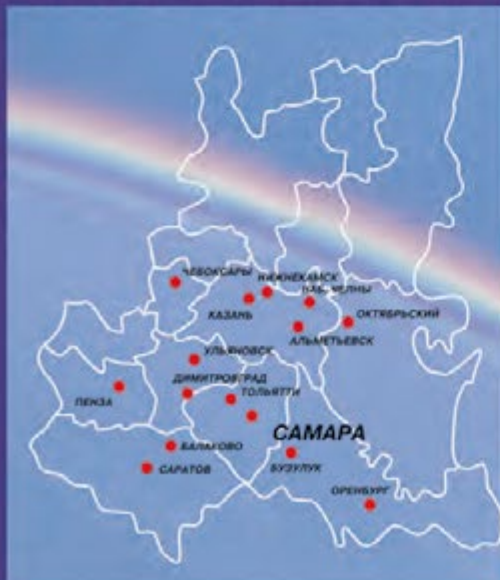 ЧЕБОКСАРЫ
НИЖНЕКАМСК
НАБ. ЧЕЛНЫ
КАЗАНЬ
ОКТЯБРЬСКИЙ
АЛЬМЕТЬЕВСК
УЛЬЯНОВСК
ДИМИТРОВГРАД
ТОЛЬЯТТИ
ПЕНЗА
САМАРА
БАЛАКОВО
САРАТОВ
БУЗУЛУК
ОРЕНБУРГ